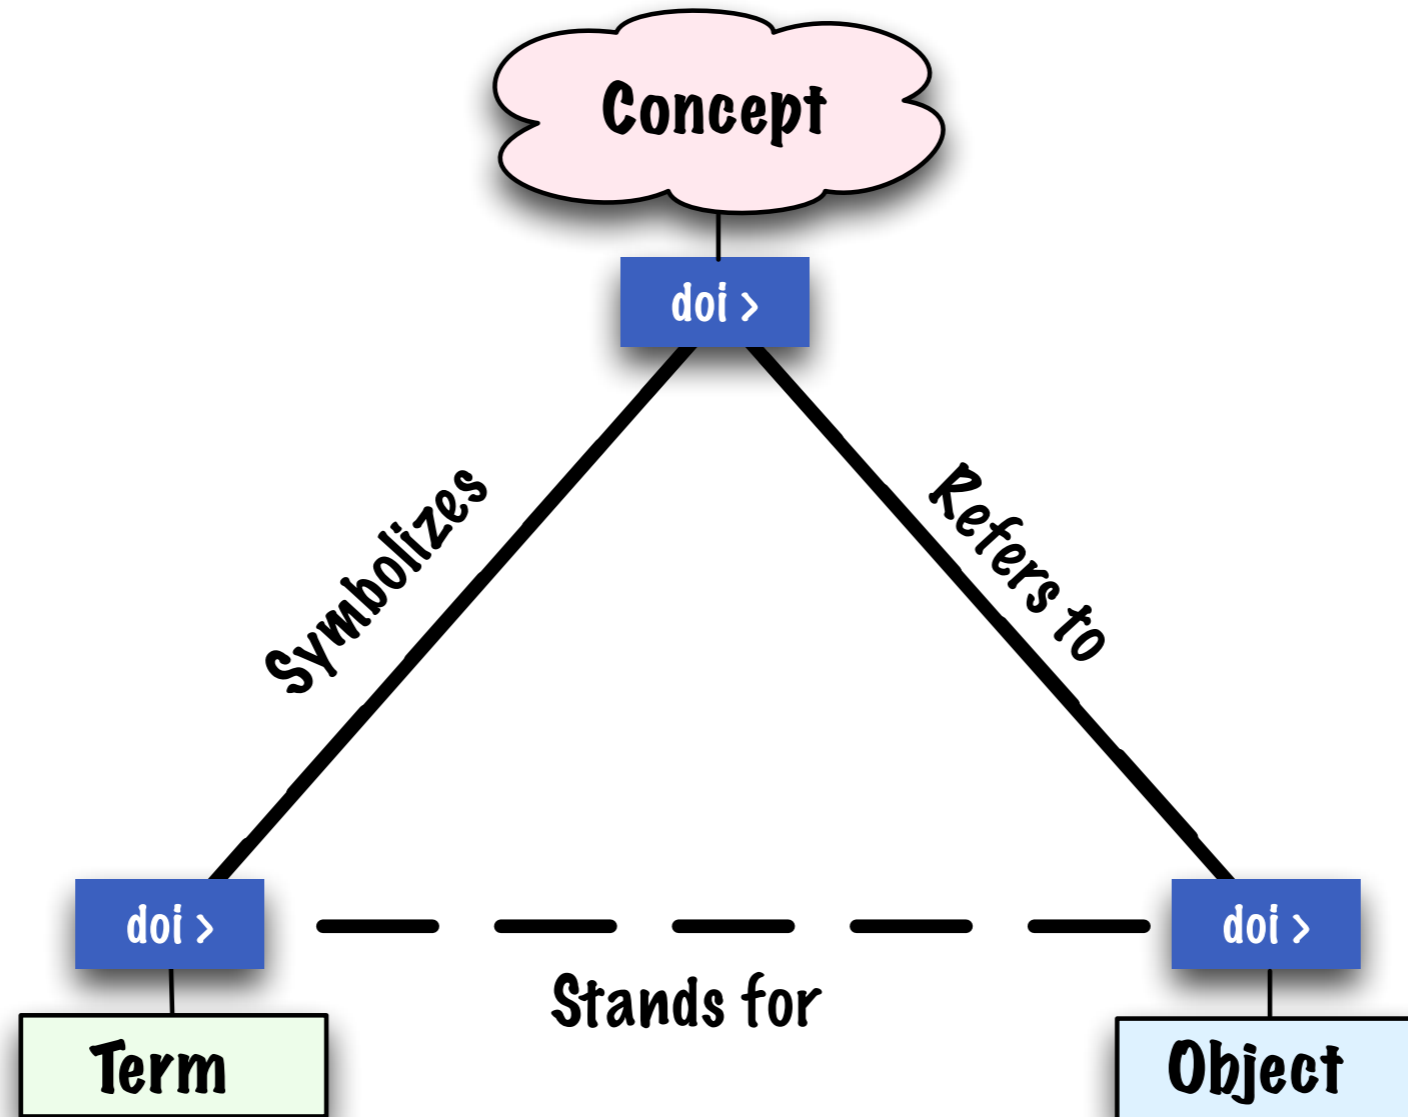 Concept
doi >
Symbolizes
Refers to
doi >
doi >
Stands for
Term
Object